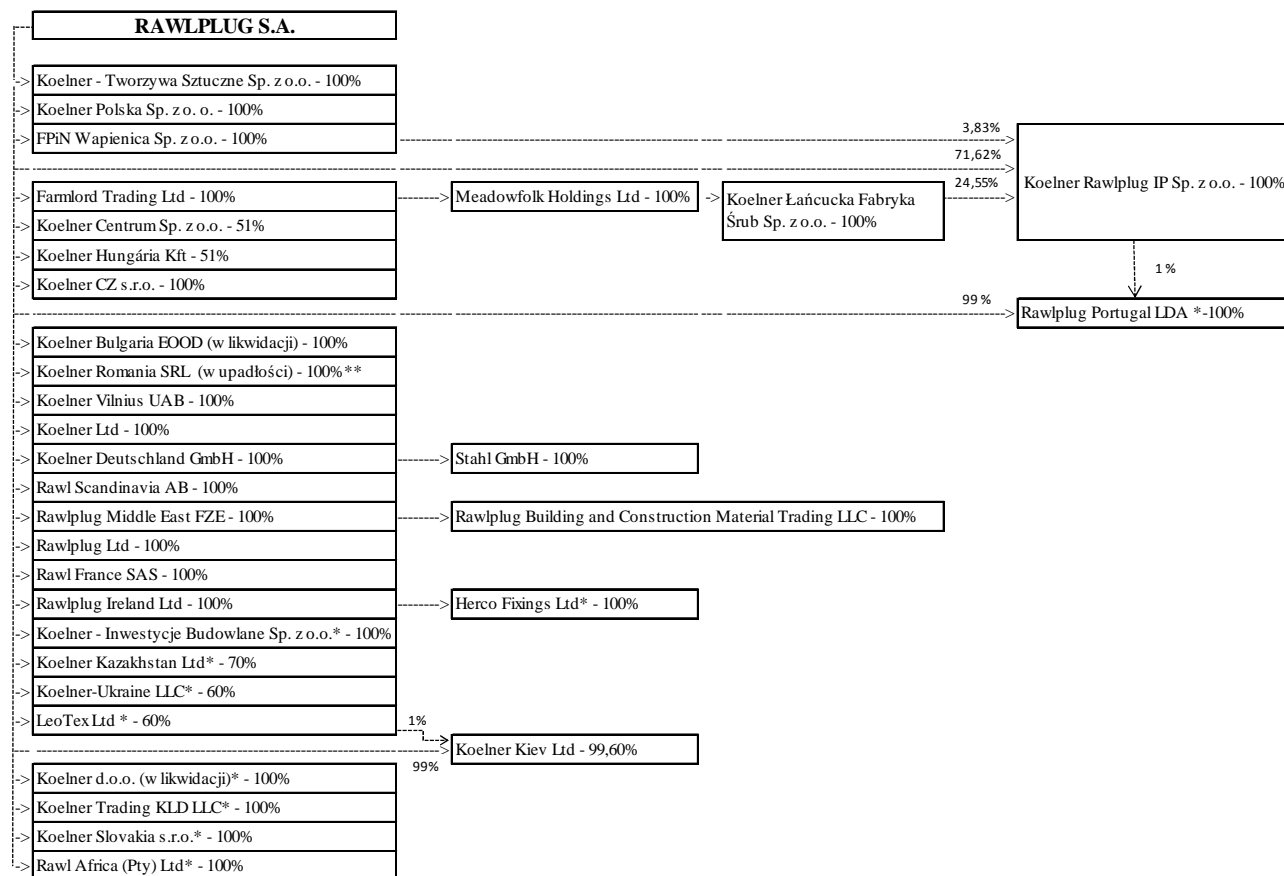 RAWLPLUG S.A.
Koelner - Tworzywa Sztuczne Sp. z o.o. - 100%
Koelner Polska Sp. z o. o. - 100%
FPiN Wapienica Sp. z o.o. - 100%
3,83%
71,62%
Koelner Rawlplug IP Sp. z o.o. - 100%
Farmlord Trading Ltd - 100%
Meadowfolk Holdings Ltd - 100%
Koelner Łańcucka Fabryka
Śrub Sp. z o.o. - 100%
24,55%
Koelner Centrum Sp. z o.o. - 51%
Koelner Hungária Kft - 51%
Koelner CZ s.r.o. - 100%
1 %
99 %
Rawlplug Portugal LDA *-100%
Koelner Bulgaria EOOD (w likwidacji) - 100%
Koelner Romania SRL (w upadłości) - 100%**
Koelner Vilnius UAB - 100%
Koelner Ltd - 100%
Koelner Deutschland GmbH - 100%
Stahl GmbH - 100%
Rawl Scandinavia AB - 100%
Rawlplug Middle East FZE - 100%
Rawlplug Building and Construction Material Trading LLC - 100%
Rawlplug Ltd - 100%
Rawl France SAS - 100%
Rawlplug Ireland Ltd - 100%
Herco Fixings Ltd* - 100%
Koelner - Inwestycje Budowlane Sp. z o.o.* - 100%
Koelner Kazakhstan Ltd* - 70%
Koelner-Ukraine LLC* - 60%
LeoTex Ltd * - 60%
1%
Koelner Kiev Ltd - 99,60%
99%
Koelner d.o.o. (w likwidacji)* - 100%
Koelner Trading KLD LLC* - 100%
Koelner Slovakia s.r.o.* - 100%
Rawl Africa (Pty) Ltd* - 100%